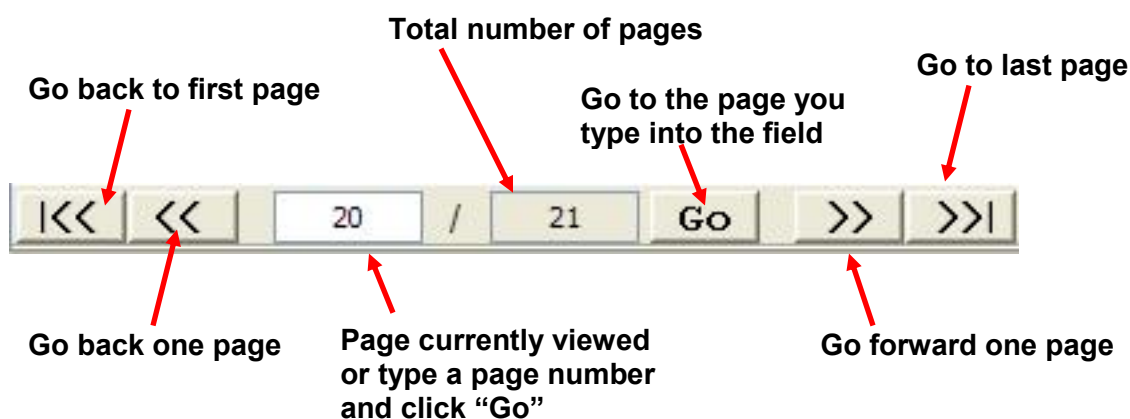 Total number of pages
Go to last page
Go back to first page
Go to the page you
type into the field
|<< << 20 / 21 Go >> >>|
Go back one page
Page currently viewed
or type a page number
and click “Go”
Go forward one page